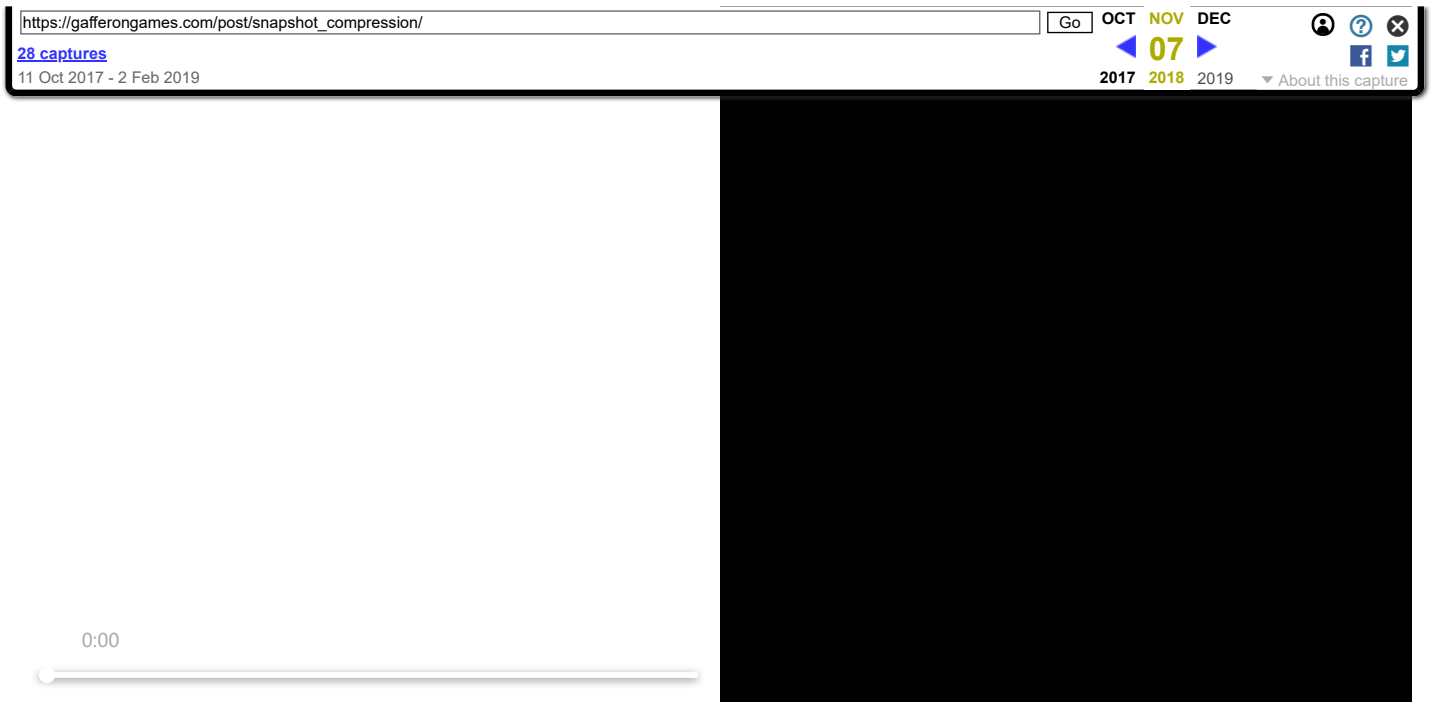 https://gafferongames.com/post/snapshot_compression/
Go
OCT NOV DEC
28 captures
07
11 Oct 2017 - 2 Feb 2019
2017 2018 2019
About this capture
0:00